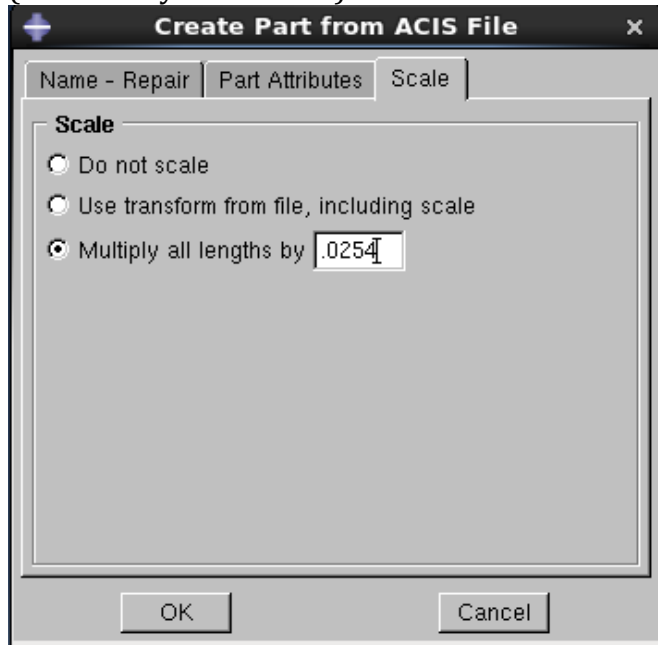 Create Part from ACIS File
Name - Repair Part Attributes Scale
Scale
Do not scale
Use transform from file, including scale
Multiply all lengths by .0254
OK Cancel